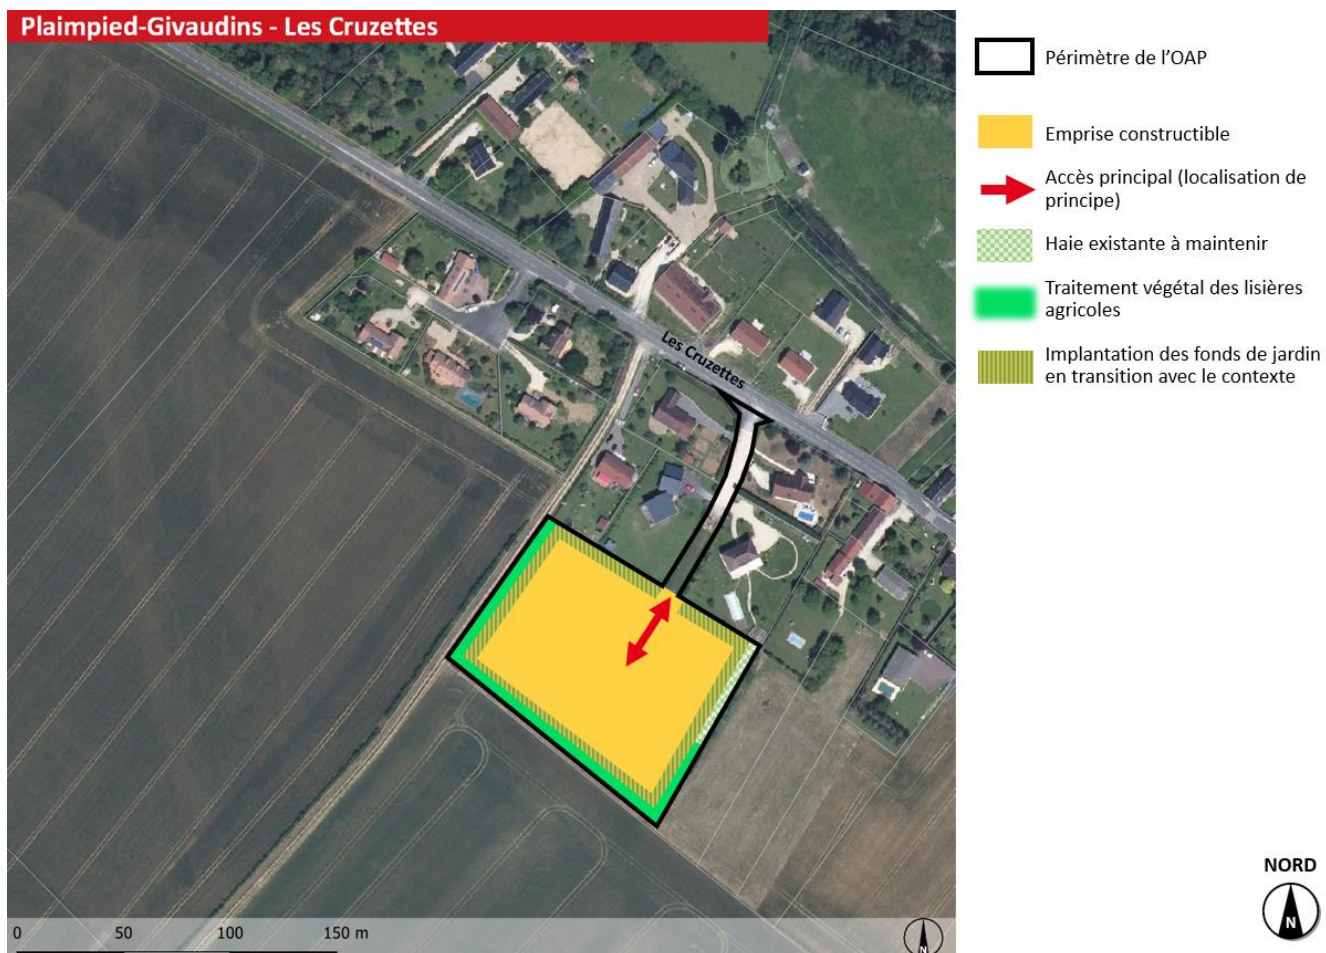 Plaimpied-Givaudins - Les Cruzettes
Périmètre de l'OAP
Emprise constructible
Accès principal (localisation de
principe)
Haie existante à maintenir
Traitement végétal des lisières
agricoles
Implantation des fonds de jardin
en transition avec le contexte
Les Cruzettes
NORD
N
0 50 100 150 m
N